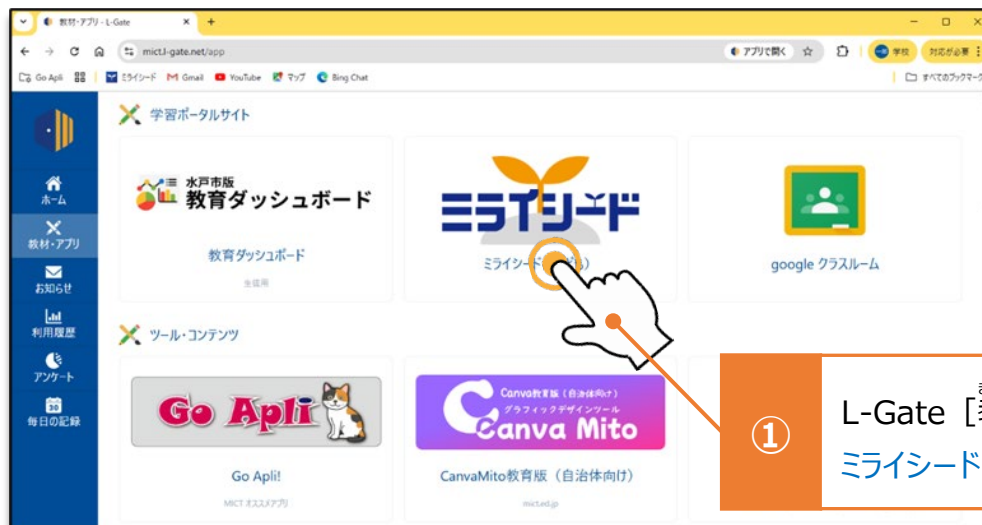 教材・アプリ - L-Gate
mict.l-gate.net/app
アプリで開く
学校
対応が必要
Go Apli
ミライシード
Gmail
YouTube
マップ
Bing Chat
すべてのブックマーク
ホーム
教材・アプリ
お知らせ
利用履歴
アンケート
30
毎日の記録
学習ポータルサイト
水戸市版
教育ダッシュボード
教育ダッシュボード
生徒用
ミライシード
ミライシード
google クラスルーム
ツール・コンテンツ
Go Apli
Go Apli!
MICT オススメアプリ
Canva教育版（自治体向け）
グラフィックデザインツール
Canva Mito
CanvaMito教育版（自治体向け）
mict.ed.jp
①
L-Gate［
ミライシード